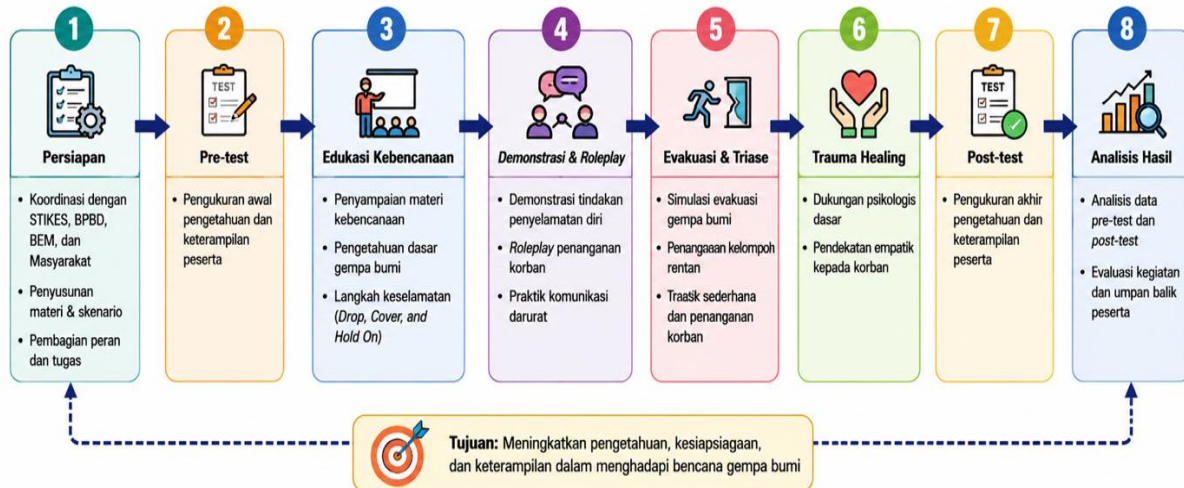 1
TEST
Persiapan
• Koordinasi dengan
STIKES, BPBD,
BEM, dan
Masyarakat
• Penyusunan
materi & skenario
• Pembagian peran
dan tugas
2
TEST
Pre-test
• Pengukuran awal
pengetahuan dan
keterampilan
peserta
3
Edukasi Kebencanaan
• Penyampaian materi
kebencanaan
• Pengetahuan dasar
gempa bumi
• Langkah keselamatan
(Drop, Cover, and
Hold On)
4
Demonstrasi & Roleplay
• Demonstrasi tindakan
penyelamatan diri
• Roleplay penanganan
korban
• Praktik komunikasi
darurat
5
Evakuasi & Triase
• Simulasi evakuasi
gempa bumi
• Penangaan kelompoh
rentan
• Traatik sederhana
dan penanganan
korban
6
Trauma Healing
• Dukungan psikologis
dasar
• Pendekatan empatik
kepada korban
7
TEST
Post-test
• Pengukuran akhir
pengetahuan dan
keterampilan
peserta
8
Analisis Hasil
• Analisis data
pre-test dan
post-test
• Evaluasi kegiatan
dan umpan balik
peserta
Tujuan: Meningkatkan pengetahuan, kesiapsiagaan,
dan keterampilan dalam menghadapi bencana gempa bumi